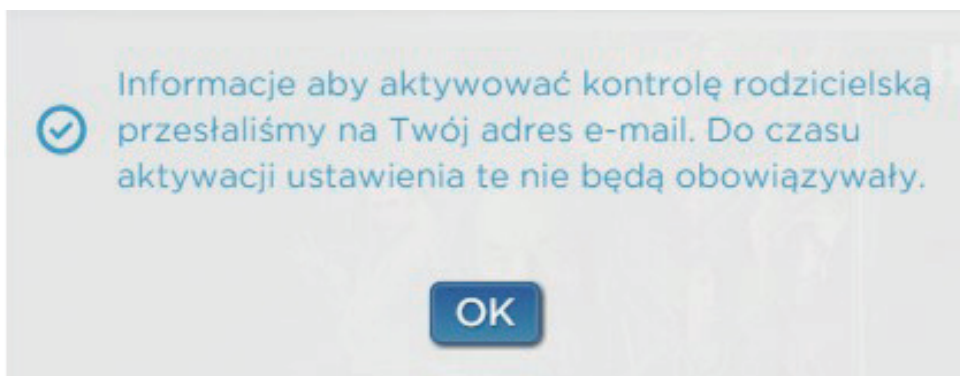 Informacje aby aktywować kontrolę rodzicielską
przesłaliśmy na Twój adres e-mail. Do czasu
aktywacji ustawienia te nie będą obowiązywały.
OK